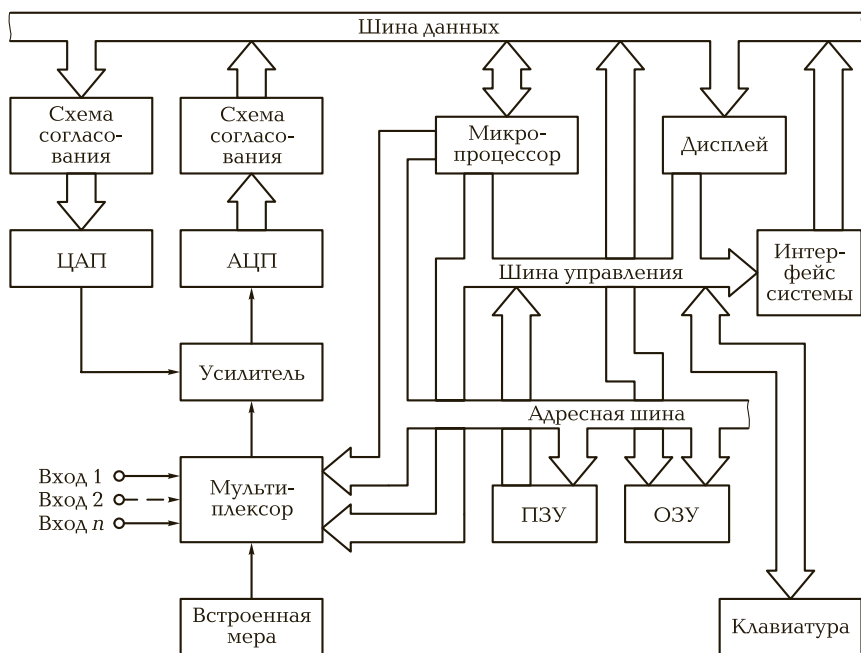 Шина данных
Схема
согласо-
вания
Схема
согласо-
вания
Микро-
процессор
Дисплей
ЦАП
АЦП
Шина управления
Интер-
фейс
системы
Усилитель
Адресная шина
Вход 1
Вход 2
Вход n
Мульти-
плексор
ПЗУ
ОЗУ
Встроенная
мера
Клавиатура